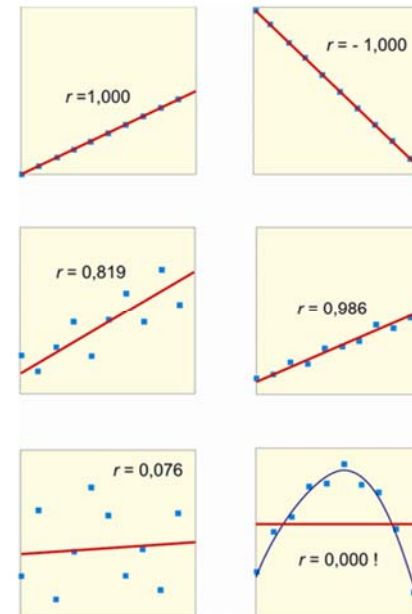 r =1,000
r = - 1,000
r = 0,819
r = 0,986
r = 0,076
r = 0,000 !